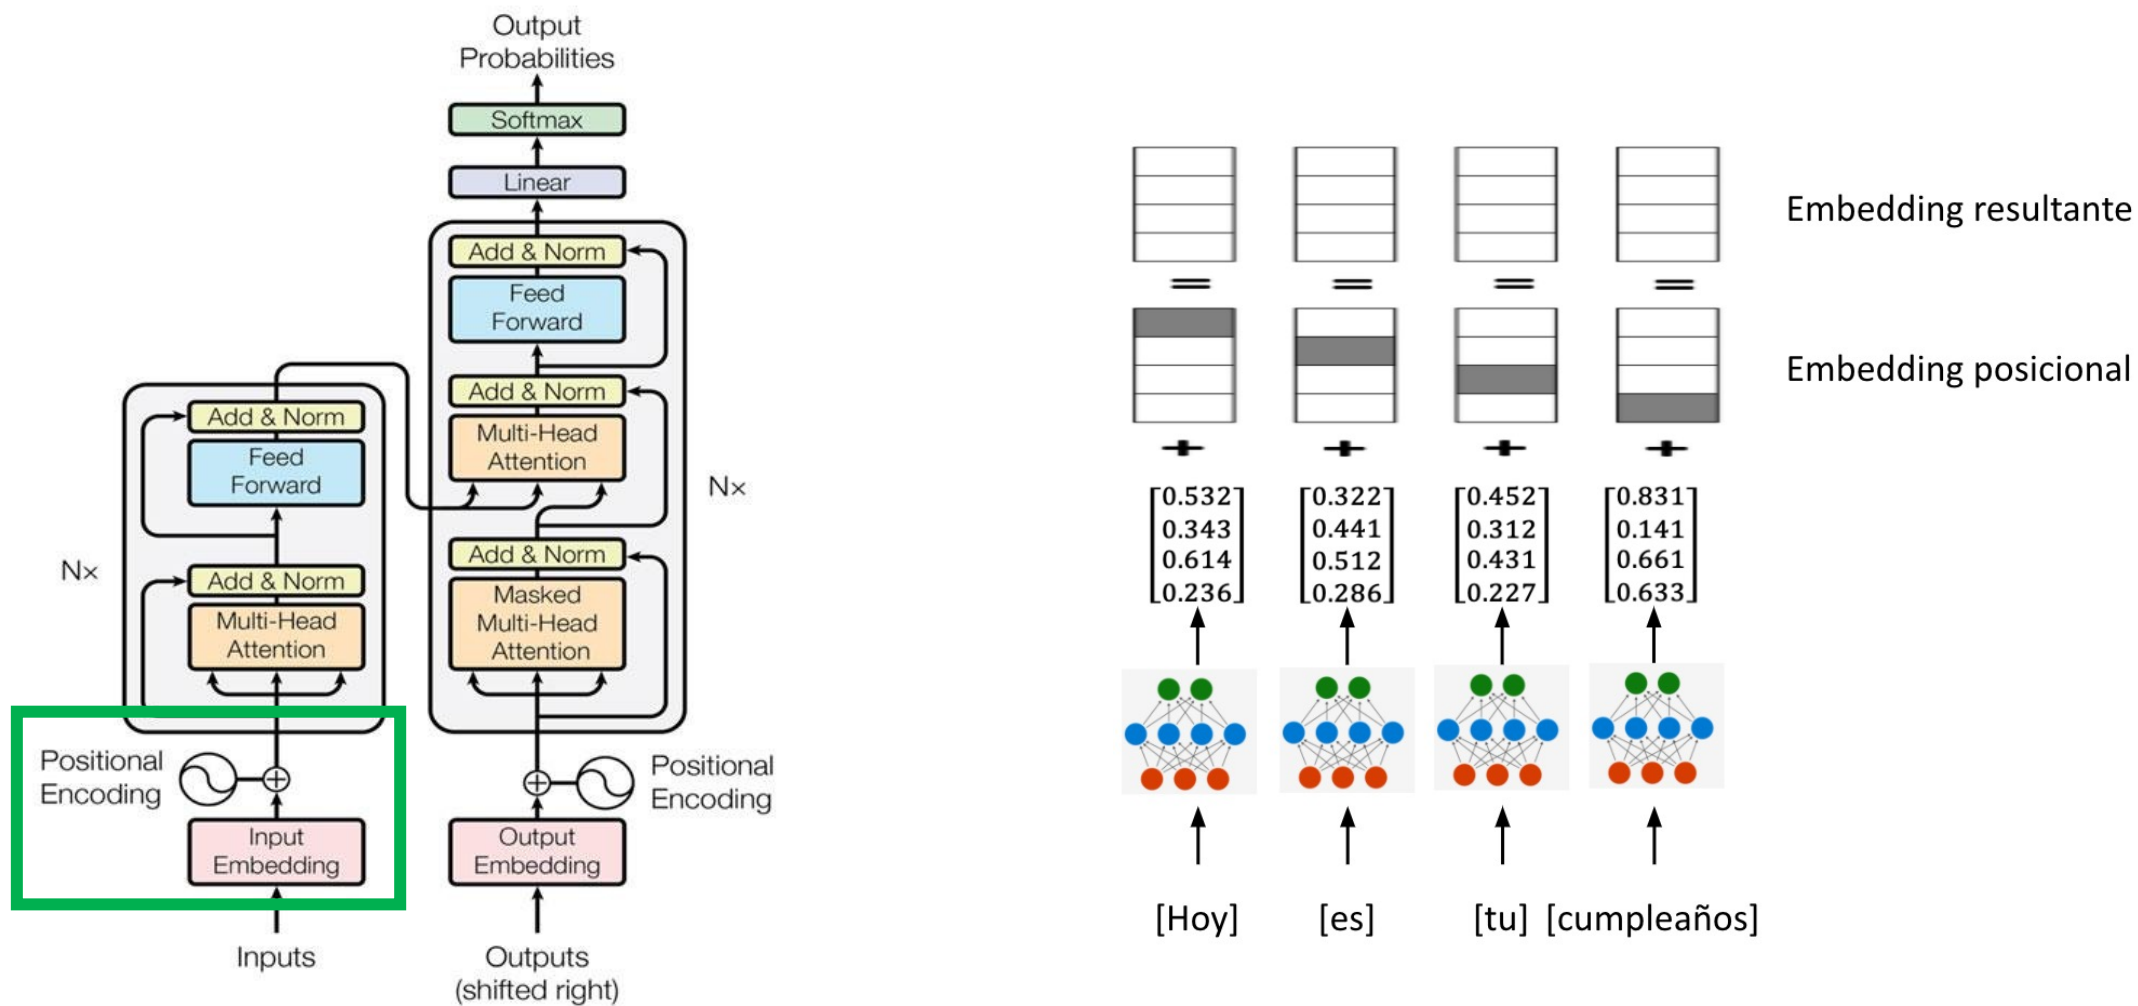 Output
Probabilities
Softmax
Linear
Add & Norm
Feed
Forward
Add & Norm
Multi-Head
Attention
Add & Norm
Masked
Multi-Head
Attention
Nx
Positional
Encoding
Output
Embedding
Outputs
(shifted right)
Add & Norm
Feed
Forward
Add & Norm
Multi-Head
Attention
Nx
Positional
Encoding
Input
Embedding
Inputs
Embedding resultante
= = = =
Embedding posicional
+ + + +
0.532 0.322 0.452 0.831
0.343 0.441 0.312 0.141
0.614 0.512 0.431 0.661
0.236 0.286 0.227 0.633
[Hoy] [es] [tu] [cumpleaños]